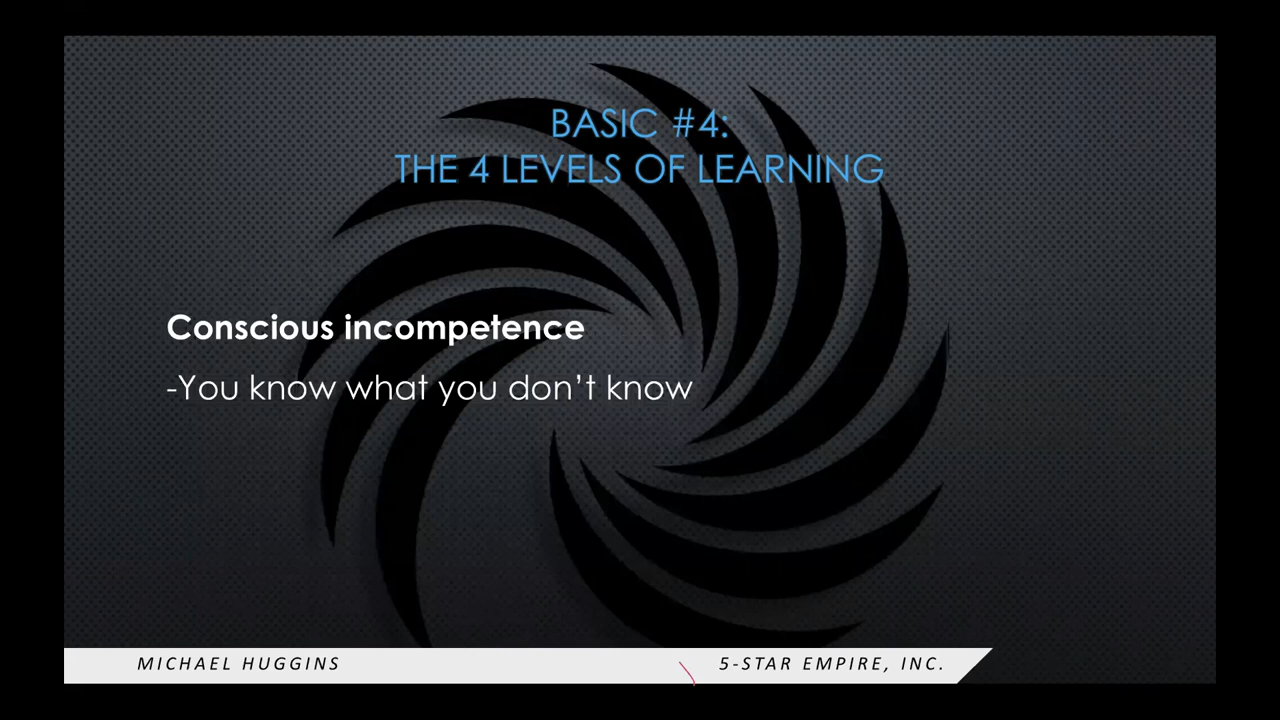 BASIC #4:
THE 4 LEVELS OF LEARNING
Conscious incompetence
-You know what you don’t know
MICHAEL HUGGINS
5-STAR EMPIRE, INC.